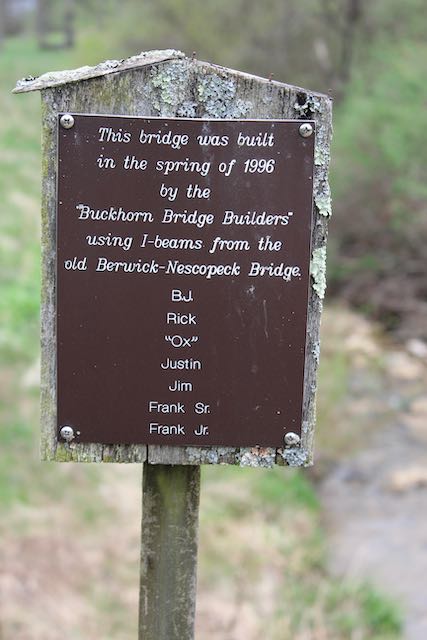 This bridge was built
in the spring of 1996
by the
"Buckhorn Bridge Builders"
using I-beams from the
old Berwick-Nescopeck Bridge.
B.J.
Rick
"Ox"
Justin
Jim
Frank Sr.
Frank Jr.